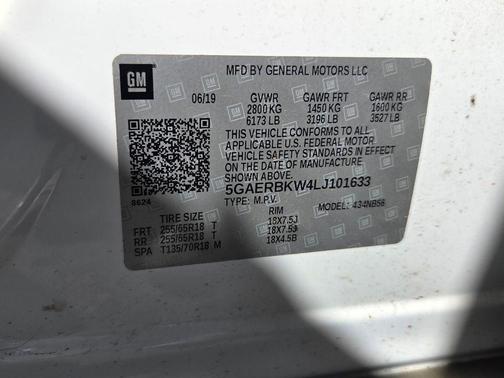 GM
MFD BY GENERAL MOTORS LLC
06/19 GVWR GAWR FRT GAWR RR
2800 KG 1450 KG 1600 KG
6173 LB 3196 LB 3527 LB
THIS VEHICLE CONFORMS TO ALL
APPLICABLE U.S. FEDERAL MOTOR
VEHICLE SAFETY STANDARDS IN EFFECT
ON THE DATE OF MANUFACTURE
SHOWN ABOVE.
5GAERBKW4LJ101633
TYPE: M.P.V. MODEL: 434NB56
8624
TIRE SIZE RIM
FRT 255/65R18 T 18X7.5J
RR 255/65R18 T 18X7.5J
SPA T135/70R18 M 18X4.5B